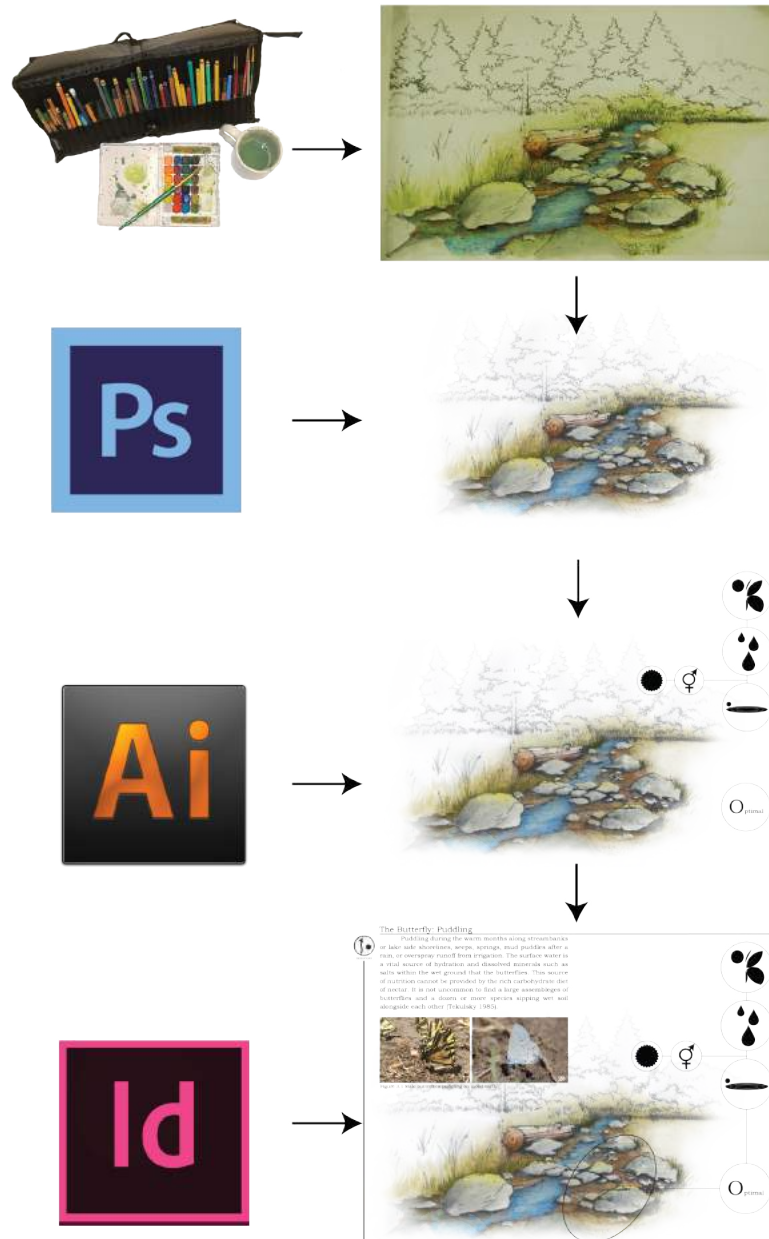 Ps
Ai
Optimal
The Butterfly: Puddling
Puddling during the warm months along streambanks
or lake side shorelines, seeps, springs, mud puddles after a
rain, or overspray runoff from irrigation. The surface water is
a vital source of hydration and dissolved minerals such as
salts within the wet ground that the butterflies. This source
of nutrition cannot be provided by the rich carbohydrate diet
of nectar. It is not uncommon to find a large assembleges of
butterflies and a dozen or more species sipping wet soil
alongside each other (Tekulsky 1985).
Id
Optimal